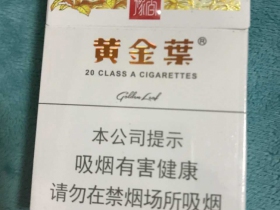 黄金葉®
20 CLASS A CIGARETTES
Golden Leaf
本公司提示
吸烟有害健康
请勿在禁烟场所吸烟